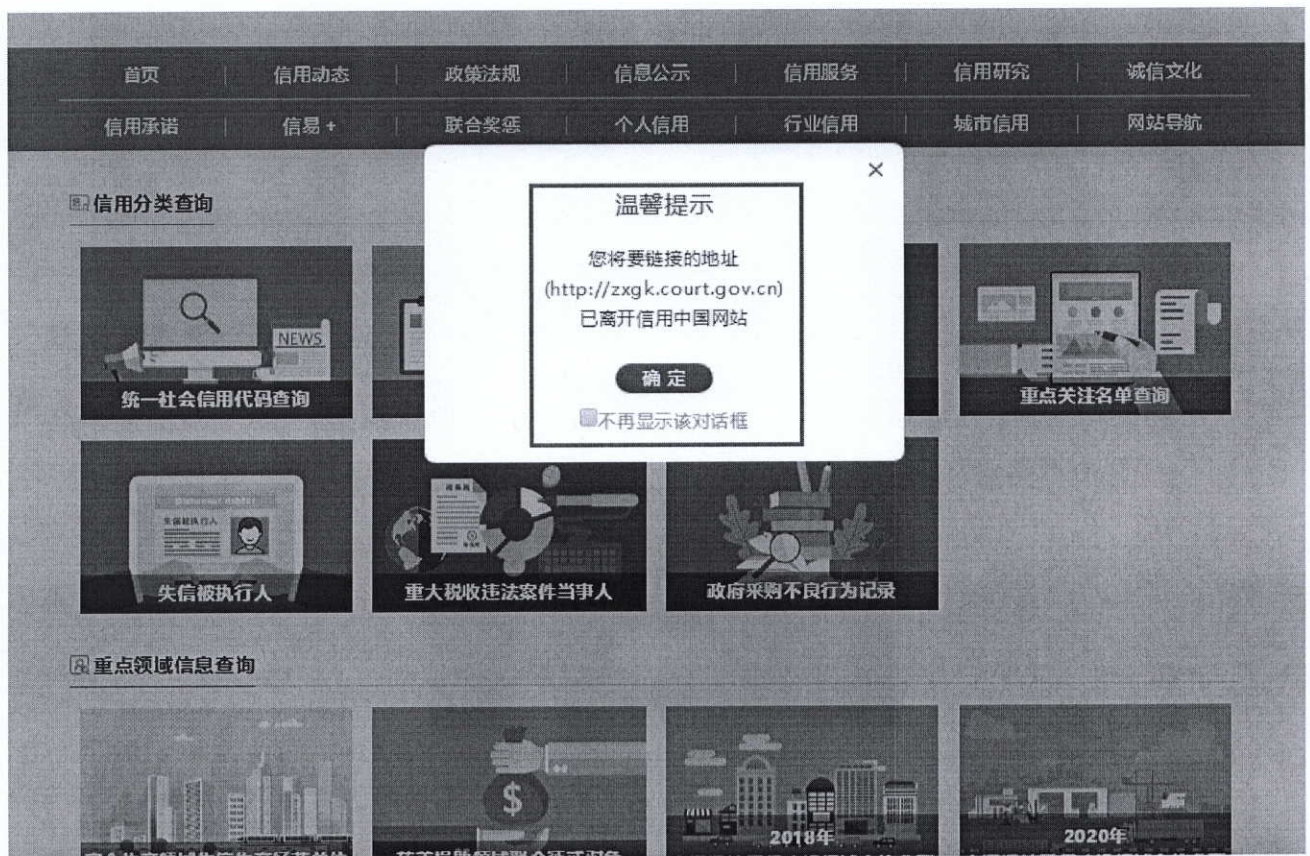 首页 信用动态 政策法规 信息公示 信用服务 信用研究 诚信文化
信用承诺 信易+ 联合奖惩 个人信用 行业信用 城市信用 网站导航
×
温馨提示
您将要链接的地址
(http://zxgk.court.gov.cn)
已离开信用中国网站
确定
不再显示该对话框
信用分类查询
NEWS
统一社会信用代码查询
重点关注名单查询
失信被执行人
失信被执行人
重大税收违法案件当事人
政府采购不良行为记录
重点领域信息查询
$
2018年
2020年